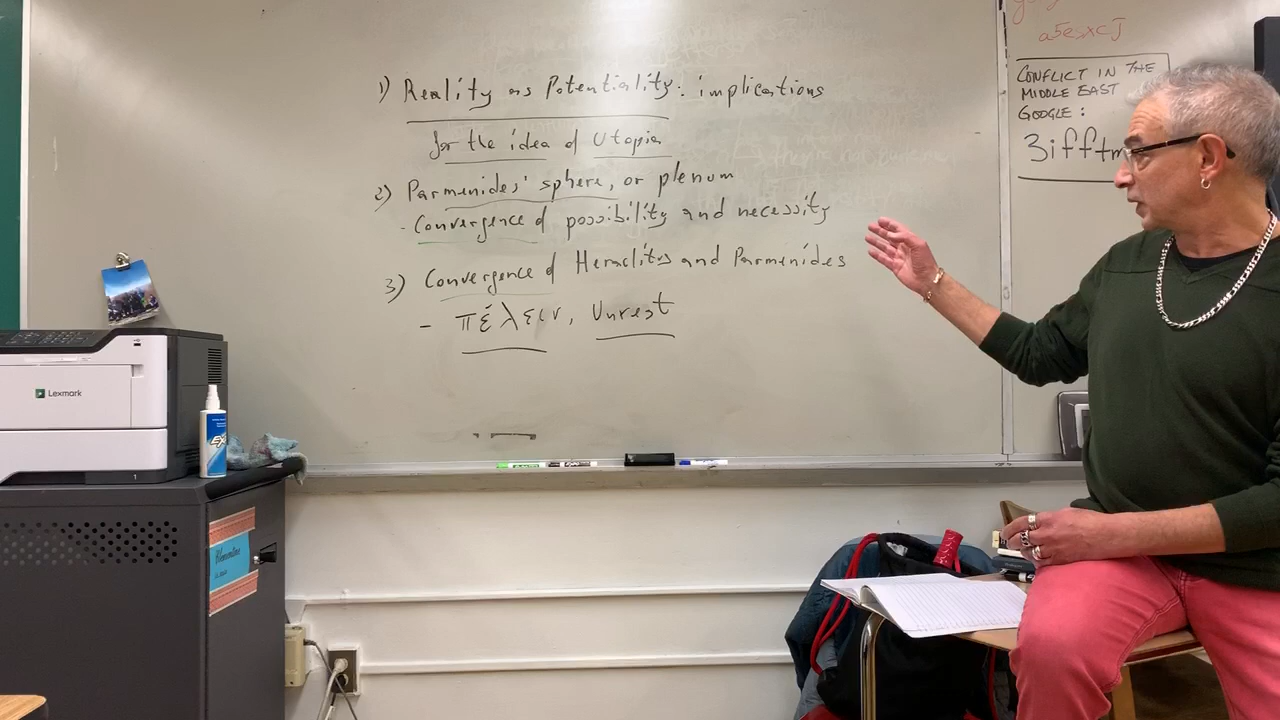 1) Reality as Potentiality: implications
for the idea of Utopia
2) Parmenides' sphere, or plenum
- Convergence of possibility and necessity
3) Convergence of Heraclitus and Parmenides
- πέλειν, Unrest
a5esxcJ
CONFLICT IN THE
MIDDLE EAST
GOOGLE:
Lexmark